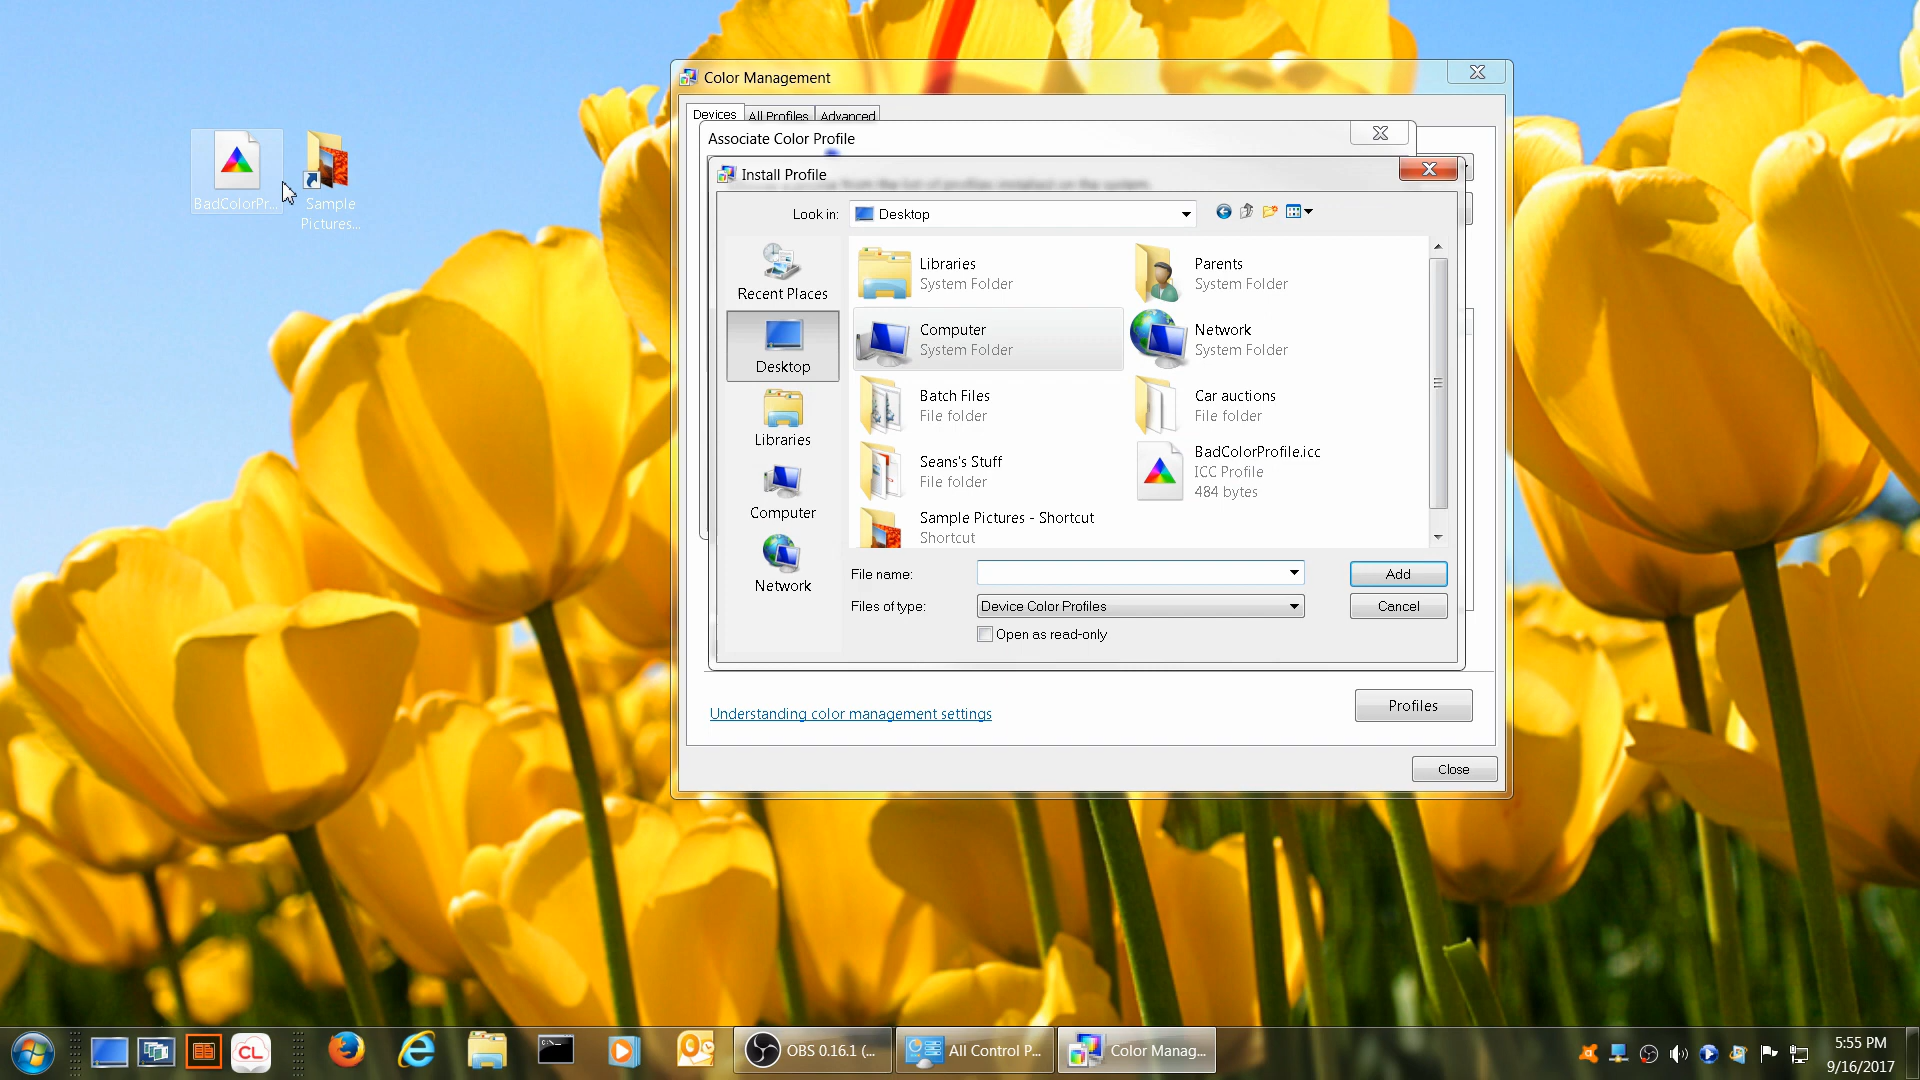 BadColorPr...
Sample
Pictures...
Color Management
Devices
All Profiles
Advanced
Associate Color Profile
Install Profile
Look in:
Desktop
Recent Places
Desktop
Libraries
Computer
Network
Libraries
System Folder
Parents
System Folder
Computer
System Folder
Network
System Folder
Batch Files
File folder
Car auctions
File folder
Seans's Stuff
File folder
BadColorProfile.icc
ICC Profile
484 bytes
Sample Pictures - Shortcut
Shortcut
File name:
Add
Files of type:
Device Color Profiles
Cancel
Open as read-only
Understanding color management settings
Profiles
Close
CL
OBS 0.16.1 (...
All Control P...
Color Manag...
5:55 PM
9/16/2017